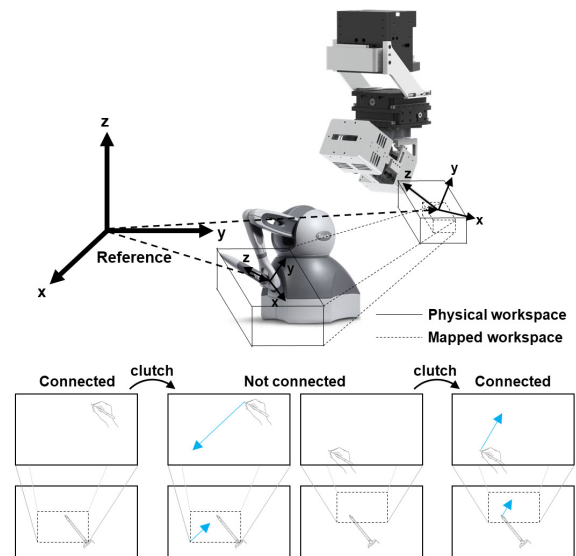 z
y
x
Reference
z
y
x
z
y
x
Physical workspace
Mapped workspace
Connected
clutch
Not connected
clutch
Connected